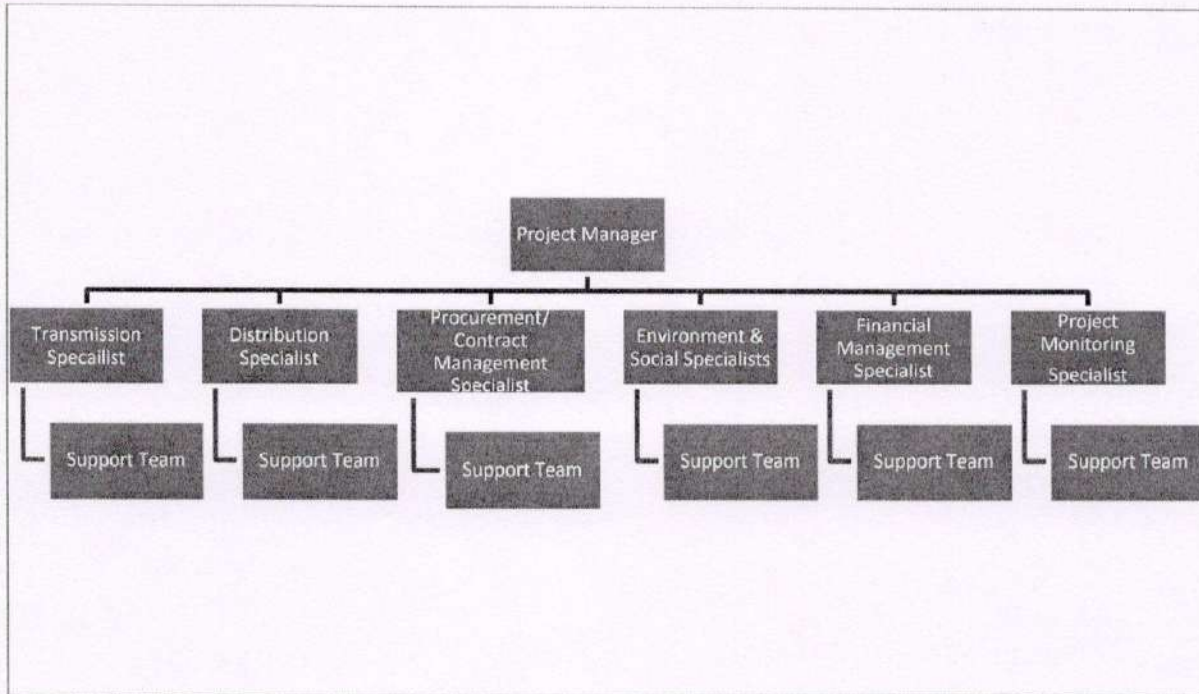 Project Manager
Transmission
Specailist
Distribution
Specialist
Procurement/
Contract
Management
Specialist
Environment &
Social Specialists
Financial
Management
Specialist
Project
Monitoring
Specialist
Support Team
Support Team
Support Team
Support Team
Support Team
Support Team